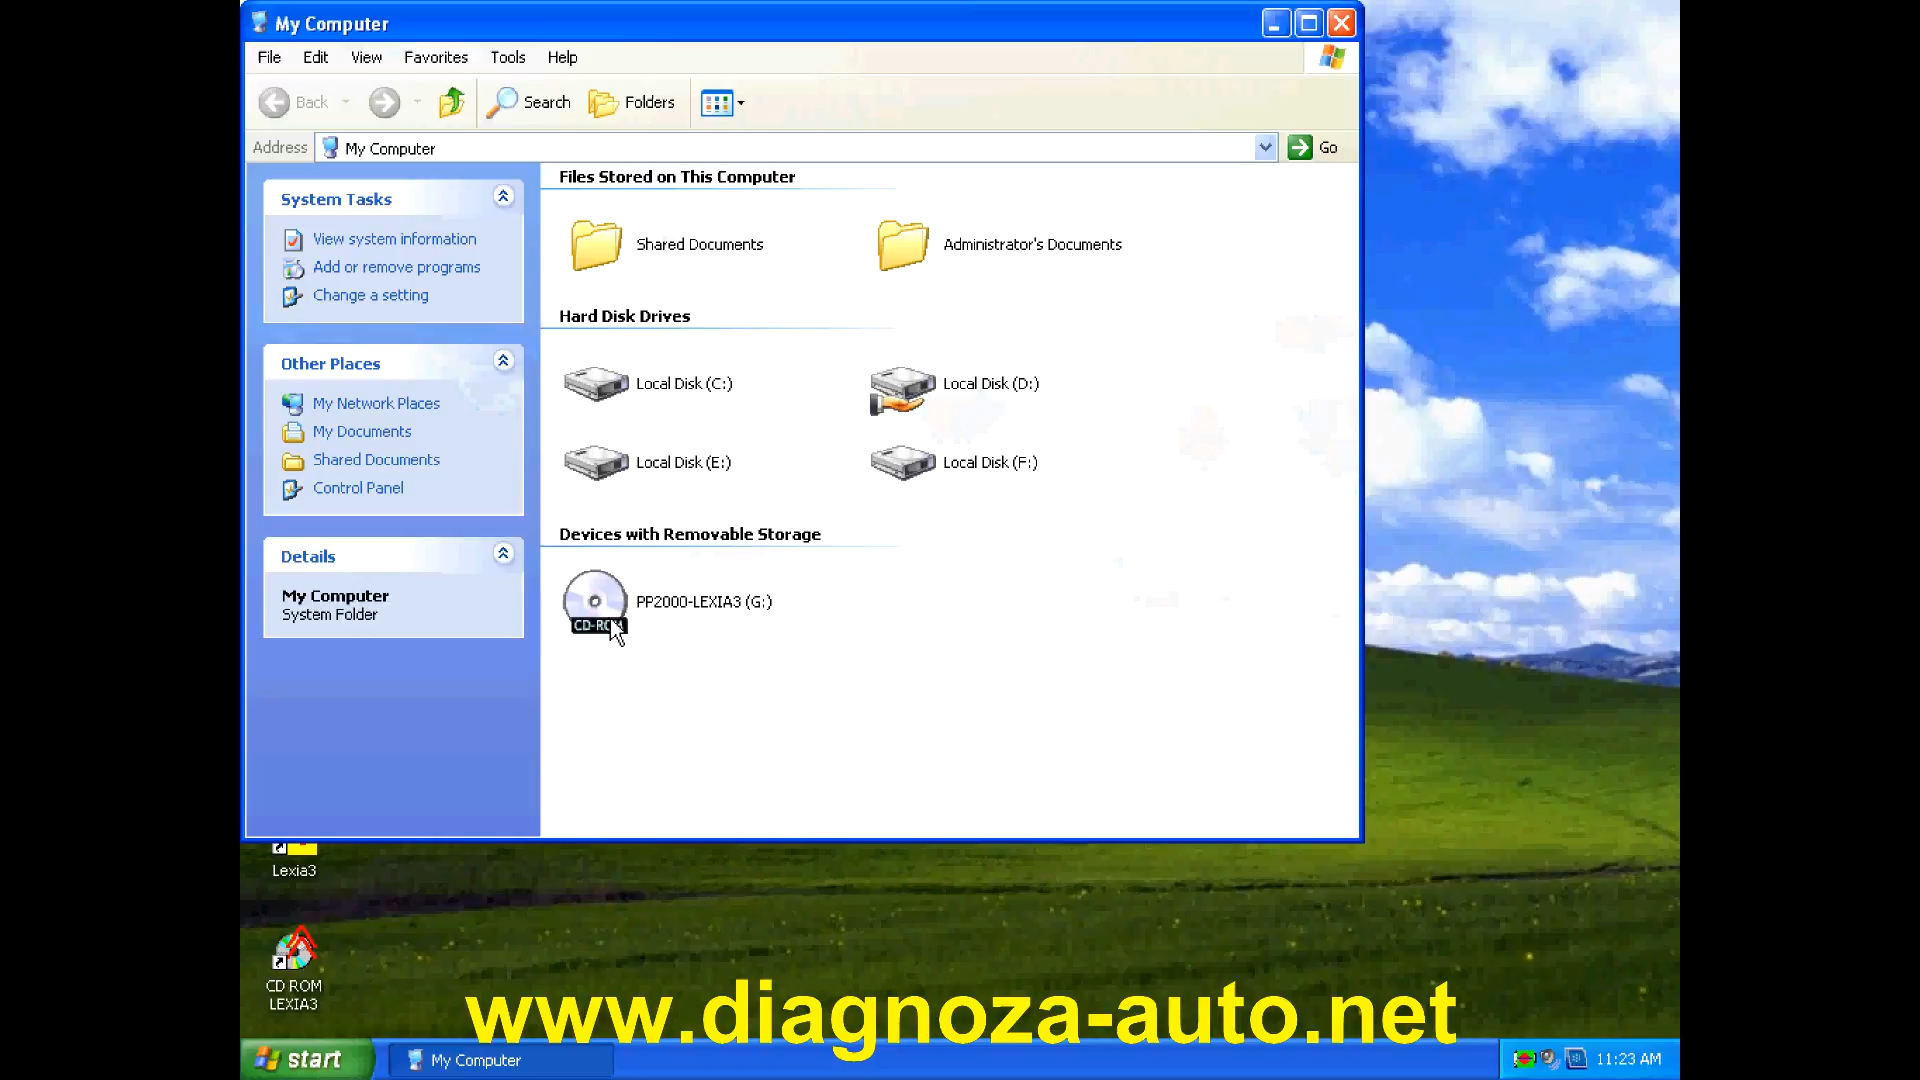 My Computer
File Edit View Favorites Tools Help
Back Search Folders
Address My Computer Go
System Tasks
View system information
Add or remove programs
Change a setting
Other Places
My Network Places
My Documents
Shared Documents
Control Panel
Details
My Computer
System Folder
Files Stored on This Computer
Shared Documents Administrator's Documents
Hard Disk Drives
Local Disk (C:) Local Disk (D:)
Local Disk (E:) Local Disk (F:)
Devices with Removable Storage
PP2000-LEXIA3 (G:)
CD-ROM
Lexia3
CD ROM
LEXIA3
www.diagnoza-auto.net
start My Computer 11:23 AM